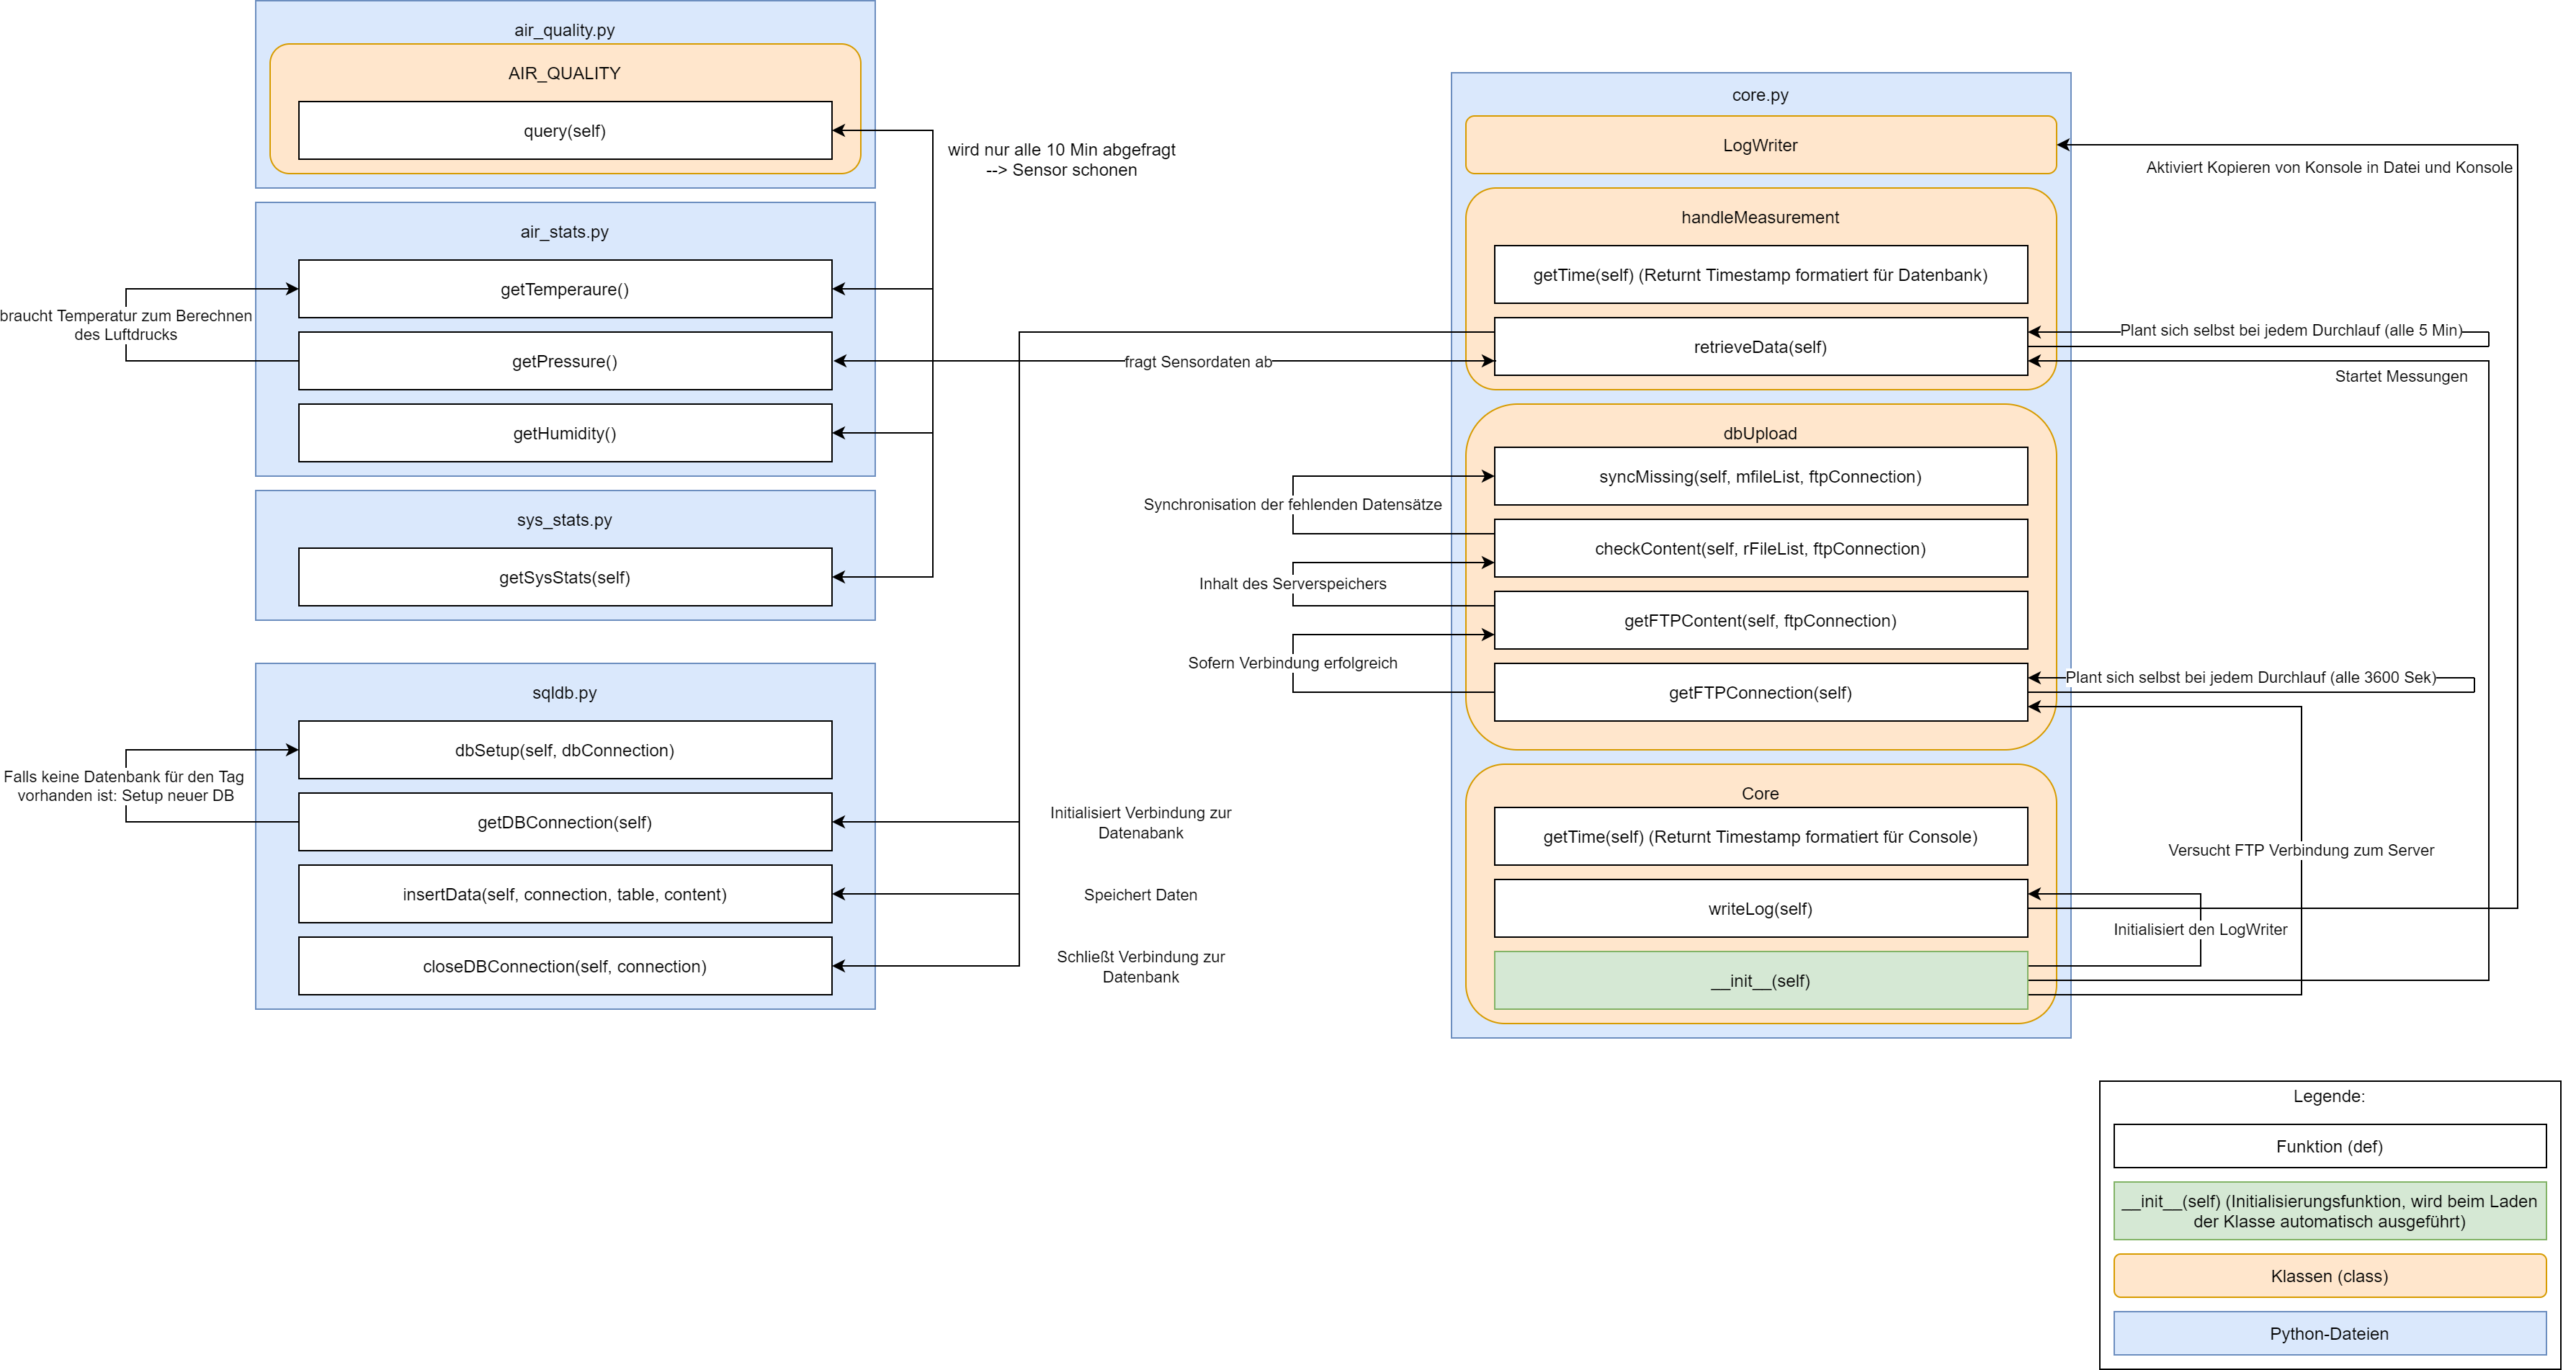 air_quality.py
AIR_QUALITY
query(self)
wird nur alle 10 Min abgefragt
--> Sensor schonen
air_stats.py
getTemperaure()
braucht Temperatur zum Berechnen
des Luftdrucks
getPressure()
fragt Sensordaten ab
getHumidity()
sys_stats.py
getSysStats(self)
sqldb.py
dbSetup(self, dbConnection)
Falls keine Datenbank für den Tag
vorhanden ist: Setup neuer DB
getDBConnection(self)
Initialisiert Verbindung zur
Datenabank
insertData(self, connection, table, content)
Speichert Daten
closeDBConnection(self, connection)
Schließt Verbindung zur
Datenbank
core.py
LogWriter
Aktiviert Kopieren von Konsole in Datei und Konsole
handleMeasurement
getTime(self) (Returnt Timestamp formatiert für Datenbank)
retrieveData(self)
Plant sich selbst bei jedem Durchlauf (alle 5 Min)
Startet Messungen
dbUpload
syncMissing(self, mfileList, ftpConnection)
Synchronisation der fehlenden Datensätze
checkContent(self, rFileList, ftpConnection)
Inhalt des Serverspeichers
getFTPContent(self, ftpConnection)
Sofern Verbindung erfolgreich
getFTPConnection(self)
Plant sich selbst bei jedem Durchlauf (alle 3600 Sek)
Core
getTime(self) (Returnt Timestamp formatiert für Console)
Versucht FTP Verbindung zum Server
writeLog(self)
Initialisiert den LogWriter
__init__(self)
Legende:
Funktion (def)
__init__(self) (Initialisierungsfunktion, wird beim Laden
der Klasse automatisch ausgeführt)
Klassen (class)
Python-Dateien